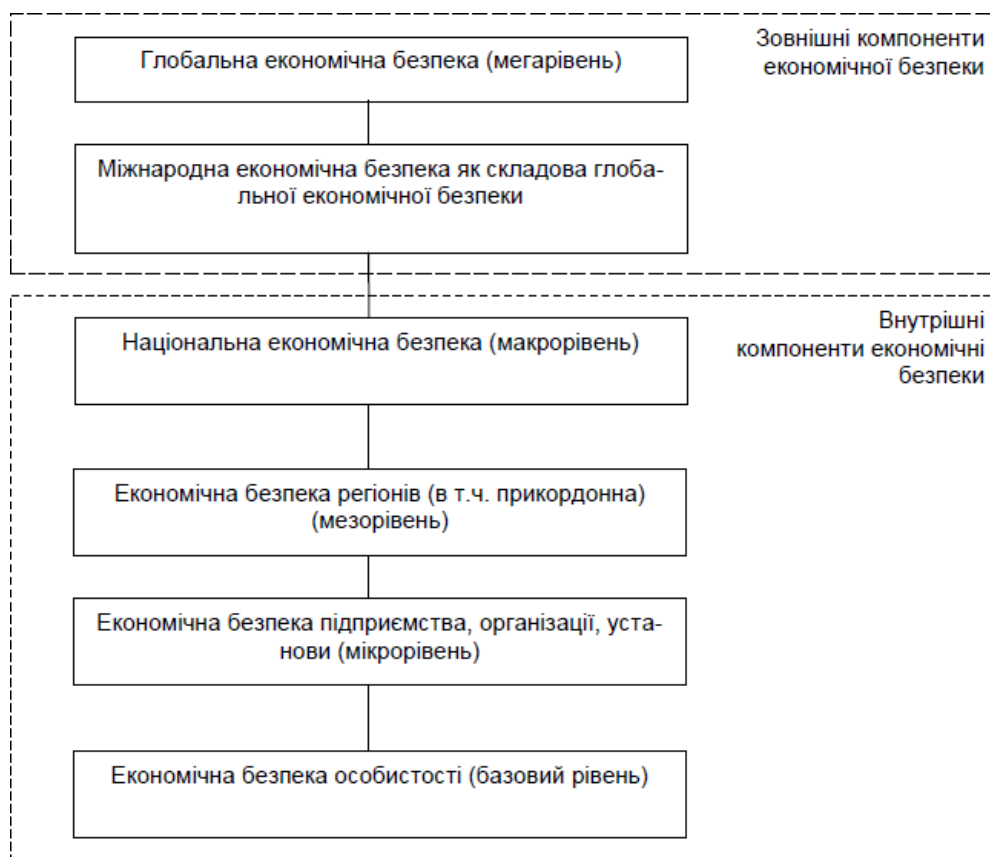 Зовнішні компоненти
економічної безпеки
Глобальна економічна безпека (мегарівень)
Міжнародна економічна безпека як складова глоба-
льної економічної безпеки
Внутрішні
компоненти економічні
безпеки
Національна економічна безпека (макрорівень)
Економічна безпека регіонів (в т.ч. прикордонна)
(мезорівень)
Економічна безпека підприємства, організації, уста-
нови (мікрорівень)
Економічна безпека особистості (базовий рівень)